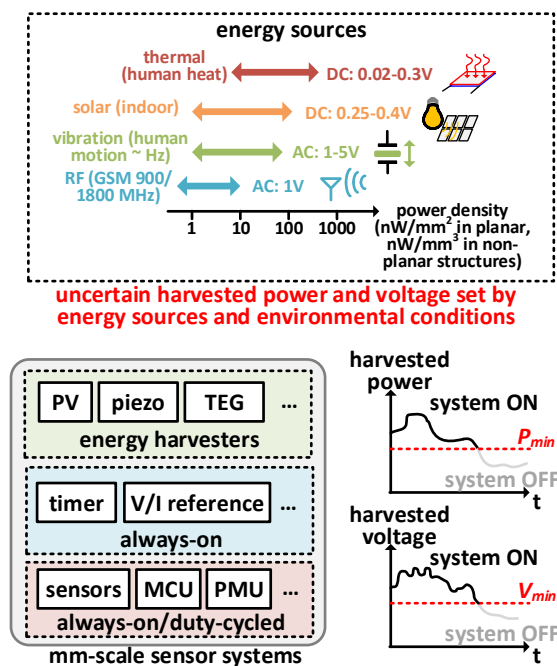 energy sources
thermal
(human heat)
DC: 0.02-0.3V
solar (indoor)
DC: 0.25-0.4V
vibration (human
motion ~ Hz)
AC: 1-5V
RF (GSM 900/
1800 MHz)
AC: 1V
1 10 100 1000
power density
(nW/mm² in planar,
nW/mm³ in non-
planar structures)
uncertain harvested power and voltage set by
energy sources and environmental conditions
PV piezo TEG ...
energy harvesters
timer V/I reference ...
always-on
sensors MCU PMU ...
always-on/duty-cycled
mm-scale sensor systems
harvested
power
system ON
Pmin
system OFF
t
harvested
voltage
system ON
Vmin
system OFF
t